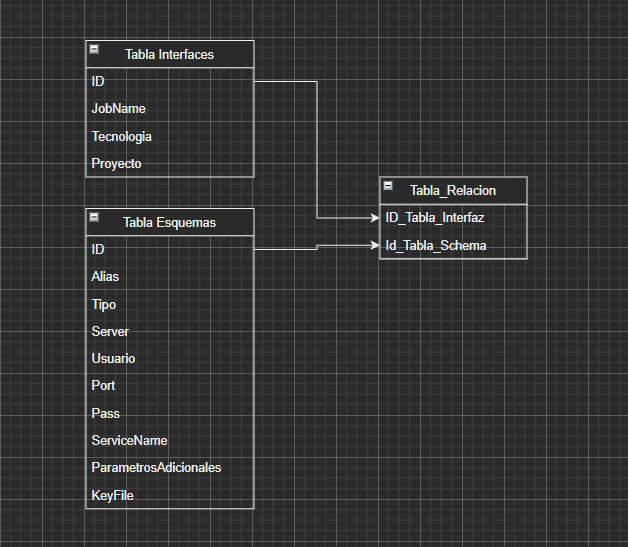 Tabla Interfaces
ID
JobName
Tecnologia
Proyecto
Tabla Esquemas
ID
Alias
Tipo
Server
Usuario
Port
Pass
ServiceName
ParametrosAdicionales
KeyFile
Tabla_Relacion
ID_Tabla_Interfaz
Id_Tabla_Schema